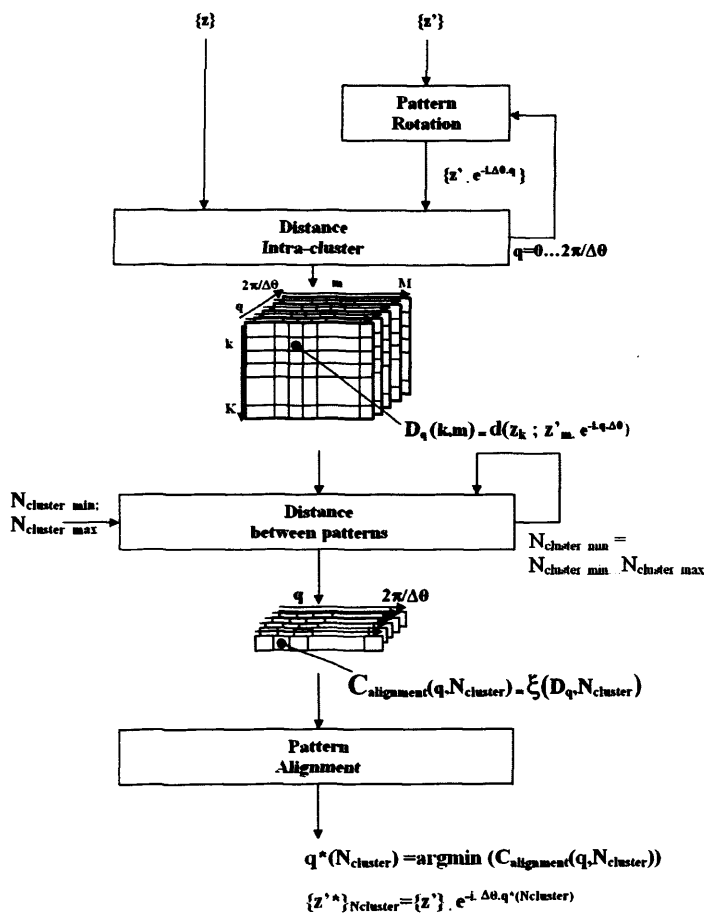 {z} {z'}
Pattern
Rotation
{z' . e^-i.Δθ.q}
Distance
Intra-cluster
q=0...2π/Δθ
2π/Δθ m M
q
k
K
D_q (k,m) = d(z_k ; z'_m. e^-i.q.Δθ)
N_cluster min;
N_cluster max
Distance
between patterns
N_cluster num =
N_cluster min .. N_cluster max
q 2π/Δθ
C_alignment(q,N_cluster) = ξ(D_q,N_cluster)
Pattern
Alignment
q*(N_cluster) =argmin (C_alignment(q,N_cluster))
{z'*}_Ncluster={z'} . e^-i. Δθ.q*(Ncluster)